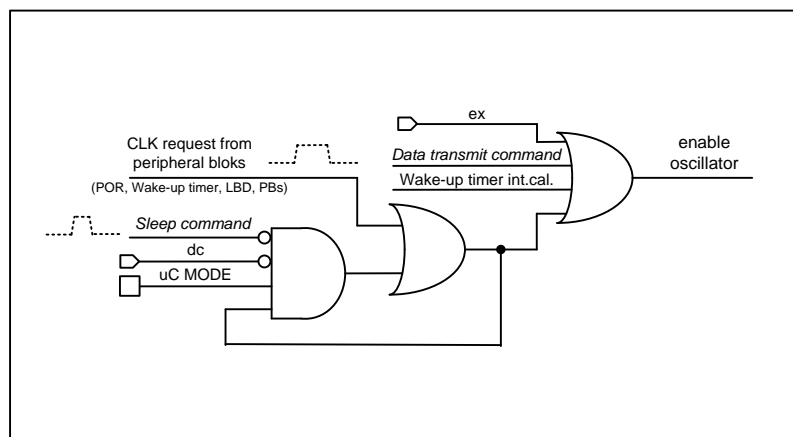 ex
CLK request from
peripheral bloks
(POR, Wake-up timer, LBD, PBs)
Data transmit command
Wake-up timer int.cal.
enable
oscillator
Sleep command
dc
uC MODE